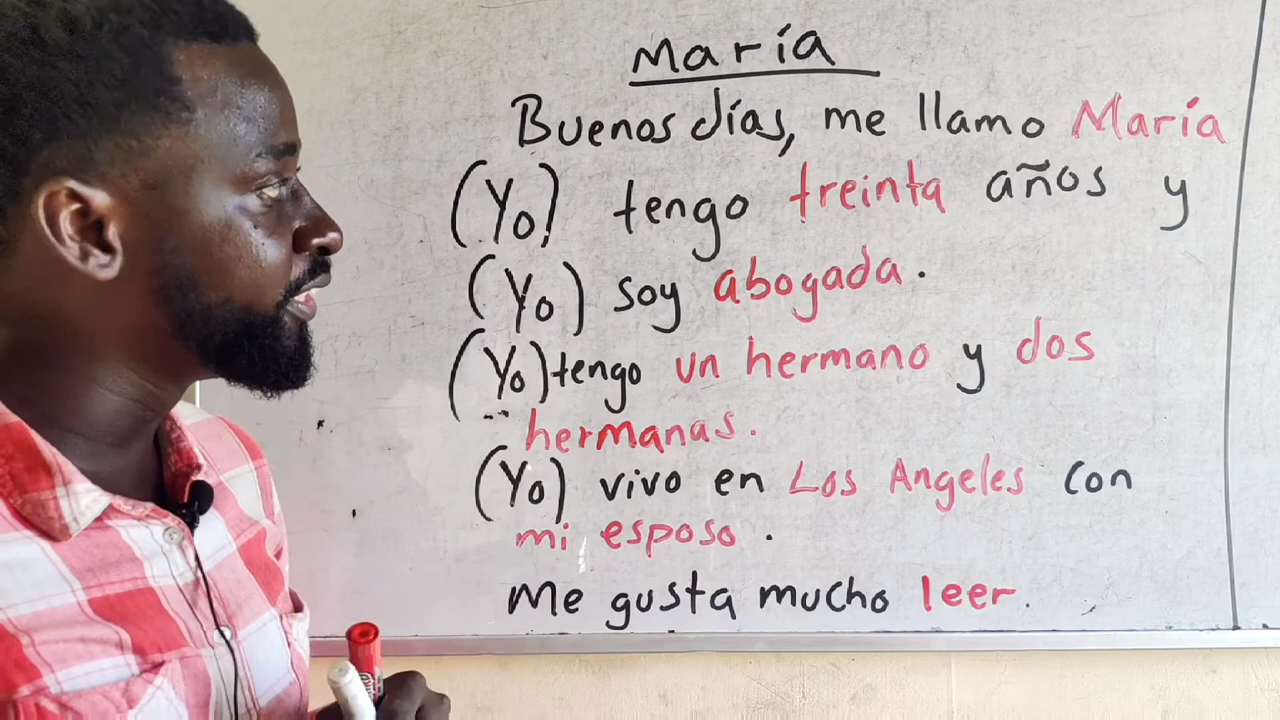 María
Buenos días, me llamo María
(Yo) tengo treinta años y
(Yo) soy abogada.
(Yo) tengo un hermano y dos
hermanas.
(Yo) vivo en Los Angeles con
mi esposo.
Me gusta mucho leer.